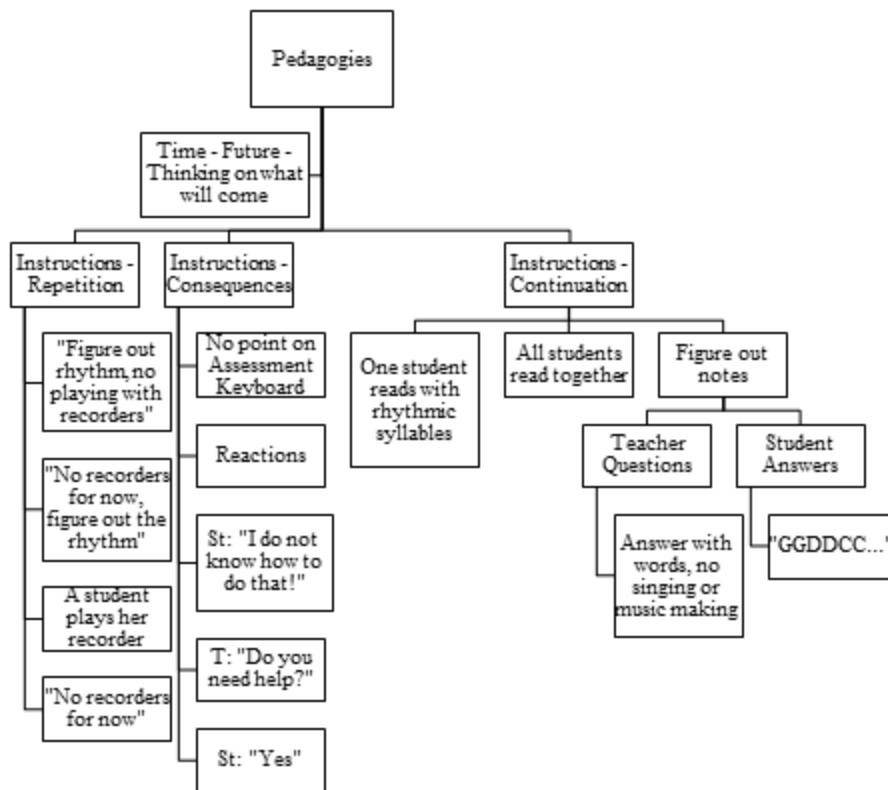 Pedagogies
Time - Future -
Thinking on what
will come
Instructions -
Repetition
"Figure out
rhythm, no
playing with
recorders"
"No recorders
for now,
figure out the
rhythm"
A student
plays her
recorder
"No recorders
for now"
Instructions -
Consequences
No point on
Assessment
Keyboard
Reactions
St: "I do not
know how to
do that!"
T: "Do you
need help?"
St: "Yes"
Instructions -
Continuation
One student
reads with
rhythmic
syllables
All students
read together
Figure out
notes
Teacher
Questions
Answer with
words, no
singing or
music making
Student
Answers
"GGDDCC..."